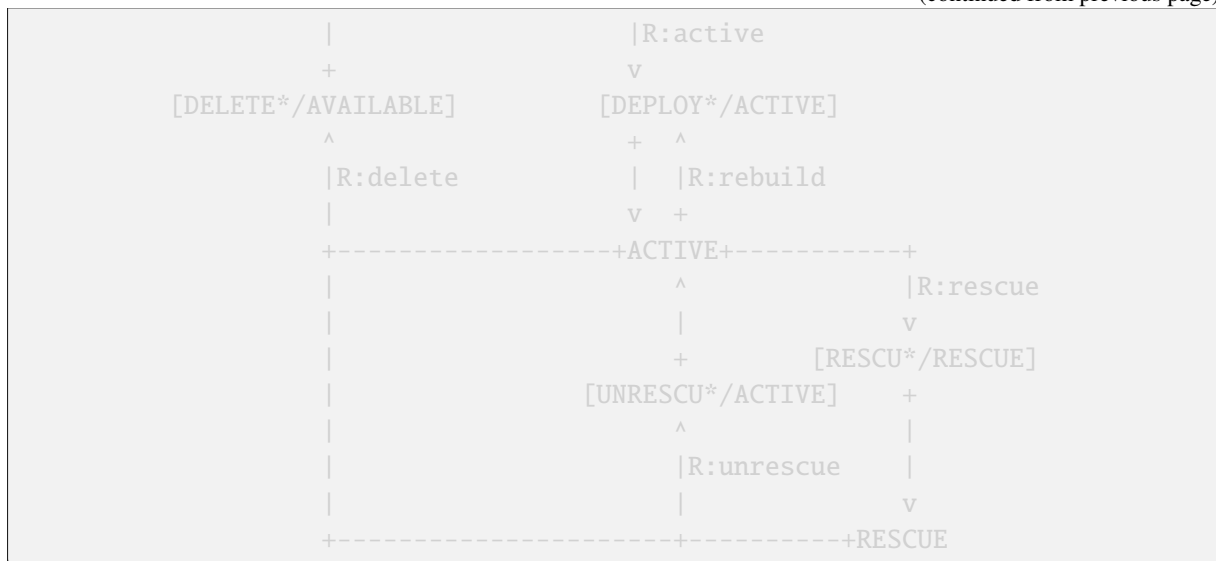 (continued from previous page)
|                        |R:active
+                        v
[DELETE*/AVAILABLE]         [DEPLOY*/ACTIVE]
^                        +  ^
|R:delete                |  |R:rebuild
|                        v  +
+------------------+ACTIVE+-----------+
|                           ^              |R:rescue
|                           |              v
|                           +        [RESCU*/RESCUE]
|                    [UNRESCU*/ACTIVE]    +
|                           ^              |
|                           |R:unrescue    |
|                           |              v
+----------------------+----------+RESCUE